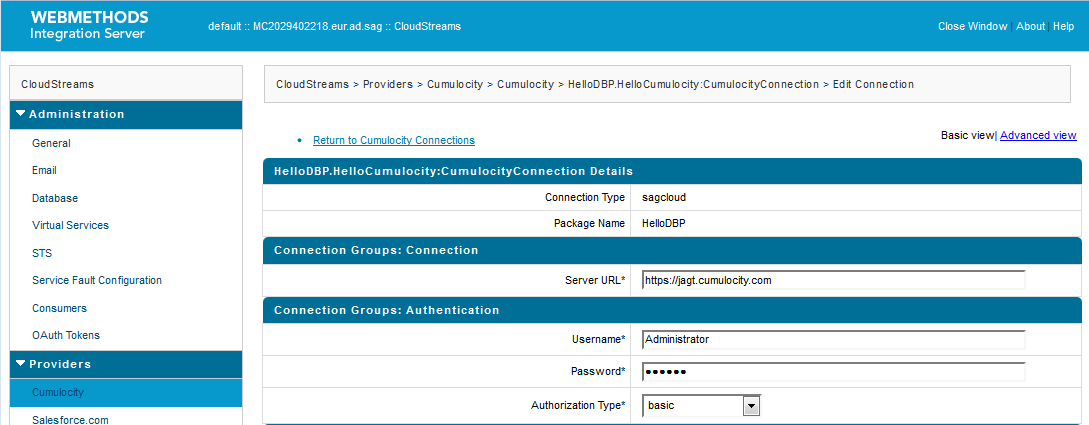 WEBMETHODS
Integration Server
default :: MC2029402218.eur.ad.sag :: CloudStreams
Close Window | About | Help
CloudStreams
Administration
General
Email
Database
Virtual Services
STS
Service Fault Configuration
Consumers
OAuth Tokens
Providers
Cumulocity
Salesforce.com
CloudStreams > Providers > Cumulocity > Cumulocity > HelloDBP.HelloCumulocity:CumulocityConnection > Edit Connection
Return to Cumulocity Connections
Basic view| Advanced view
HelloDBP.HelloCumulocity:CumulocityConnection Details
Connection Type sagcloud
Package Name HelloDBP
Connection Groups: Connection
Server URL* https://jagt.cumulocity.com
Connection Groups: Authentication
Username* Administrator
Password* ••••••
Authorization Type* basic